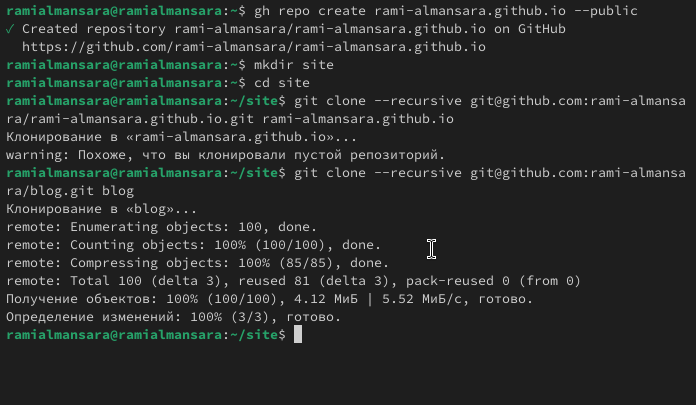 ramialmansara@ramialmansara:~$ gh repo create rami-almansara.github.io --public
✓ Created repository rami-almansara/rami-almansara.github.io on GitHub
https://github.com/rami-almansara/rami-almansara.github.io
ramialmansara@ramialmansara:~$ mkdir site
ramialmansara@ramialmansara:~$ cd site
ramialmansara@ramialmansara:~/site$ git clone --recursive git@github.com:rami-almansa
ra/rami-almansara.github.io.git rami-almansara.github.io
Клонирование в «rami-almansara.github.io»...
warning: Похоже, что вы клонировали пустой репозиторий.
ramialmansara@ramialmansara:~/site$ git clone --recursive git@github.com:rami-almansa
ra/blog.git blog
Клонирование в «blog»...
remote: Enumerating objects: 100, done.
remote: Counting objects: 100% (100/100), done.
remote: Compressing objects: 100% (85/85), done.
remote: Total 100 (delta 3), reused 81 (delta 3), pack-reused 0 (from 0)
Получение объектов: 100% (100/100), 4.12 МиБ | 5.52 МиБ/с, готово.
Определение изменений: 100% (3/3), готово.
ramialmansara@ramialmansara:~/site$